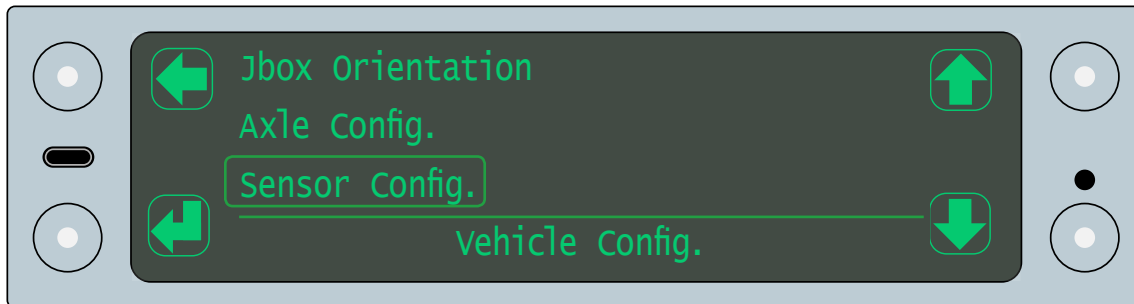 Jbox Orientation
Axle Config.
Sensor Config.
Vehicle Config.